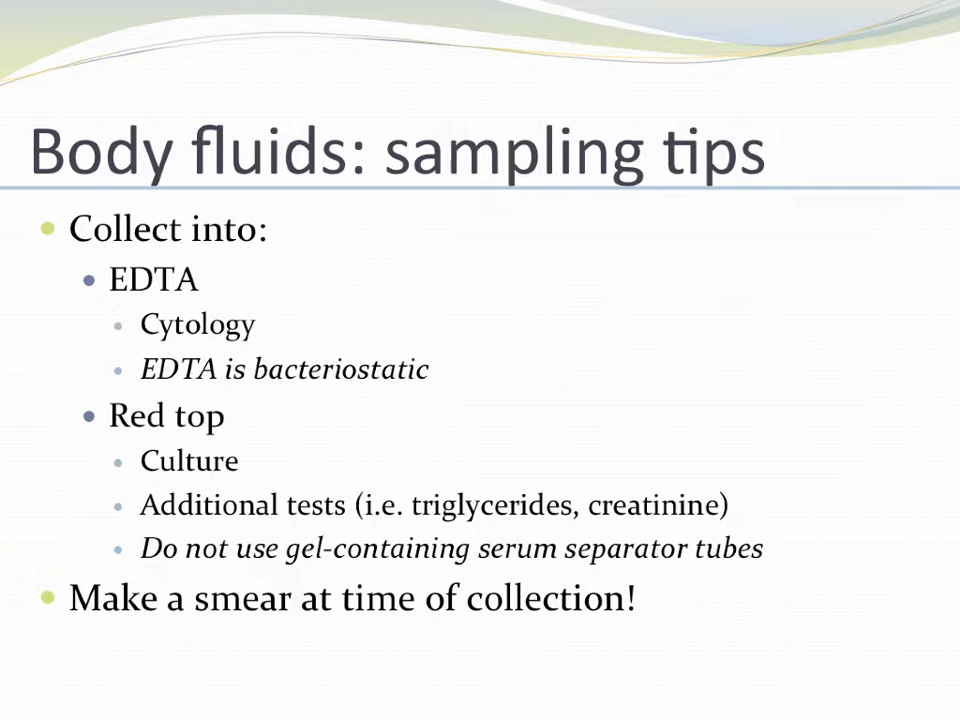 Body fluids: sampling tips
Collect into:
EDTA
Cytology
EDTA is bacteriostatic
Red top
Culture
Additional tests (i.e. triglycerides, creatinine)
Do not use gel-containing serum separator tubes
Make a smear at time of collection!